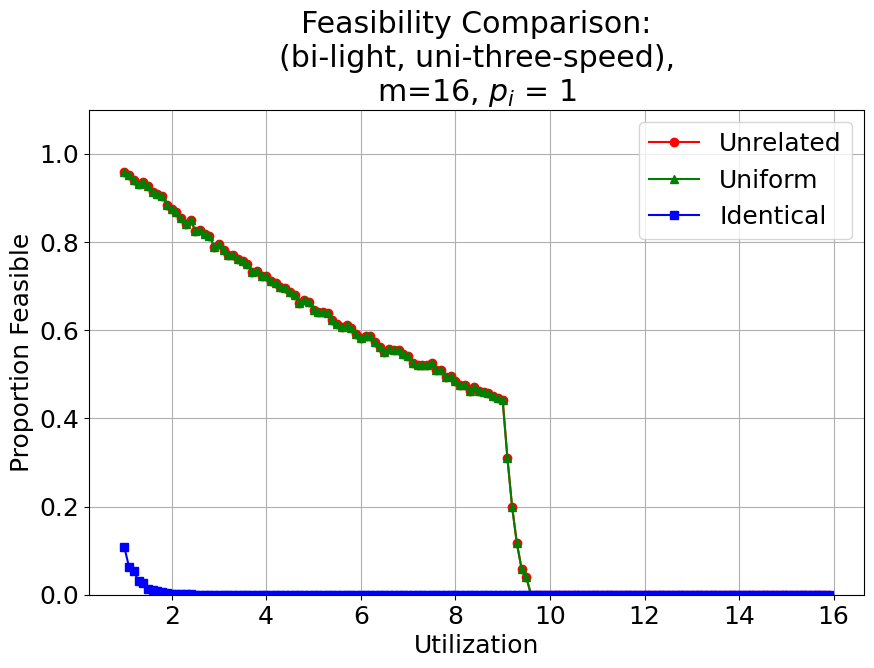 Feasibility Comparison:
(bi-light, uni-three-speed),
m=16, $p_i$ = 1
Unrelated
Uniform
Identical
Proportion Feasible
1.0
0.8
0.6
0.4
0.2
0.0
2 4 6 8 10 12 14 16
Utilization